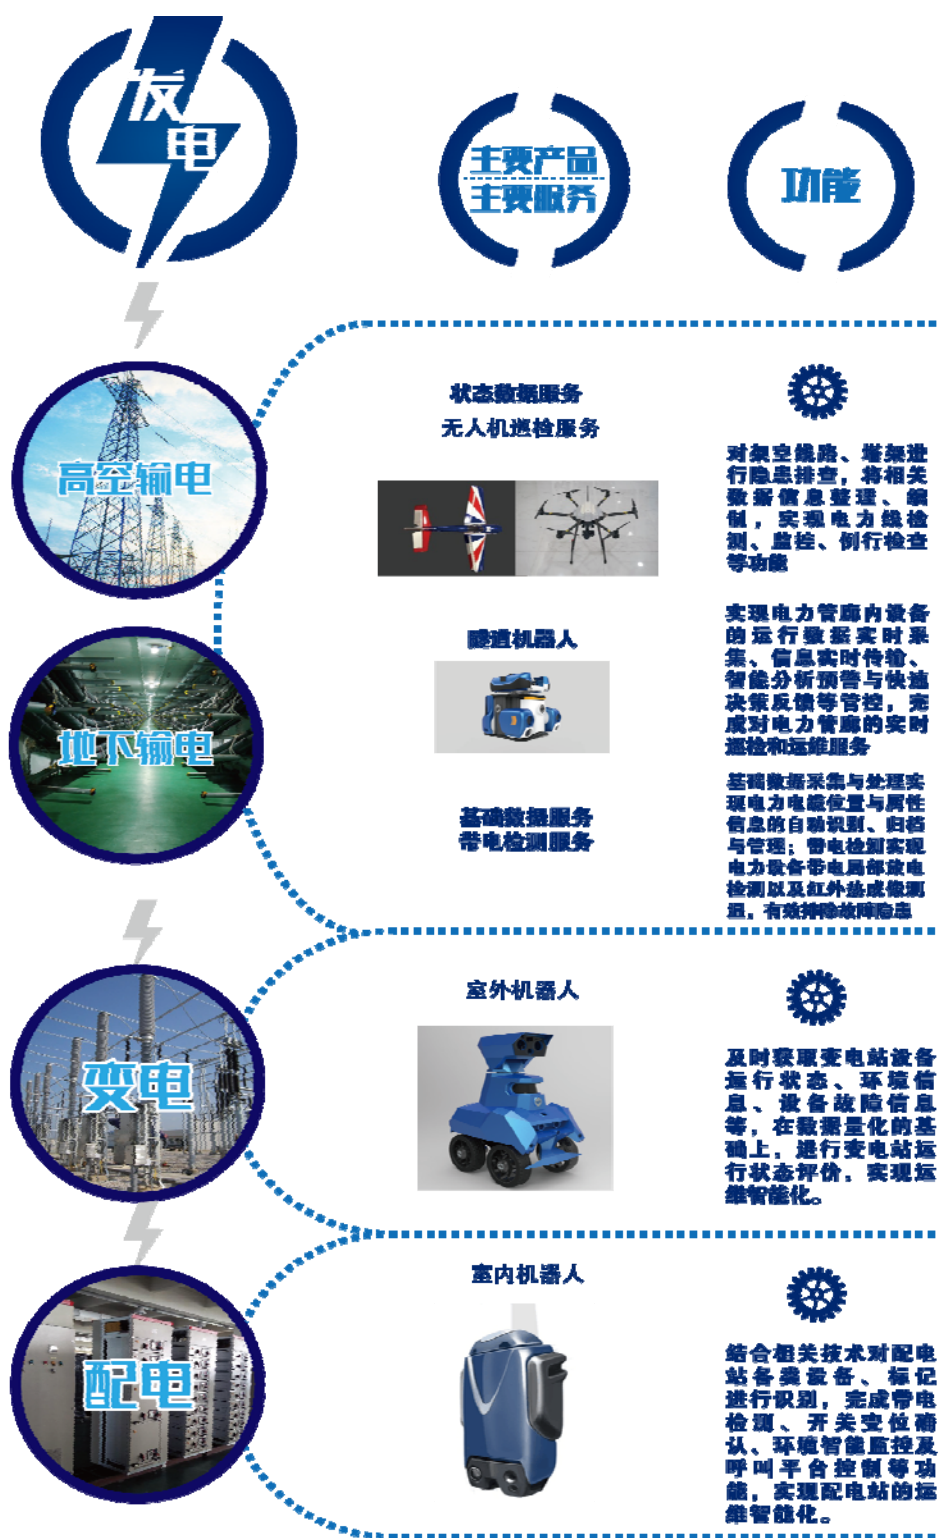 发
电
主要产品
主要服务
功能
高空输电
状态数据服务
无人机巡检服务
对架空线路、塔架进
行隐患排查，将相关
数据信息整理、编
制，实现电力线检
测、监控、例行检查
等功能
地下输电
隧道机器人
实现电力管廊内设备
的运行数据实时采
集、信息实时传输、
智能分析预警与快速
决策反馈等管控，完
成对电力管廊的实时
巡检和运维服务
基础数据服务
带电检测服务
基础数据采集与处理实
现电力电缆位置与属性
信息的自动识别、归档
与管理；带电检测实现
电力设备带电局部放电
检测以及红外热成像测
温，有效排除故障隐患
变电
室外机器人
及时获取变电站设备
运行状态、环境信
息、设备故障信息
等，在数据量化的基
础上，进行变电站运
行状态评价，实现运
维智能化。
配电
室内机器人
结合相关技术对配电
站各类设备、标记
进行识别，完成带电
检测、开关变位确
认、环境智能监控及
呼叫平台控制等功
能，实现配电站的运
维智能化。